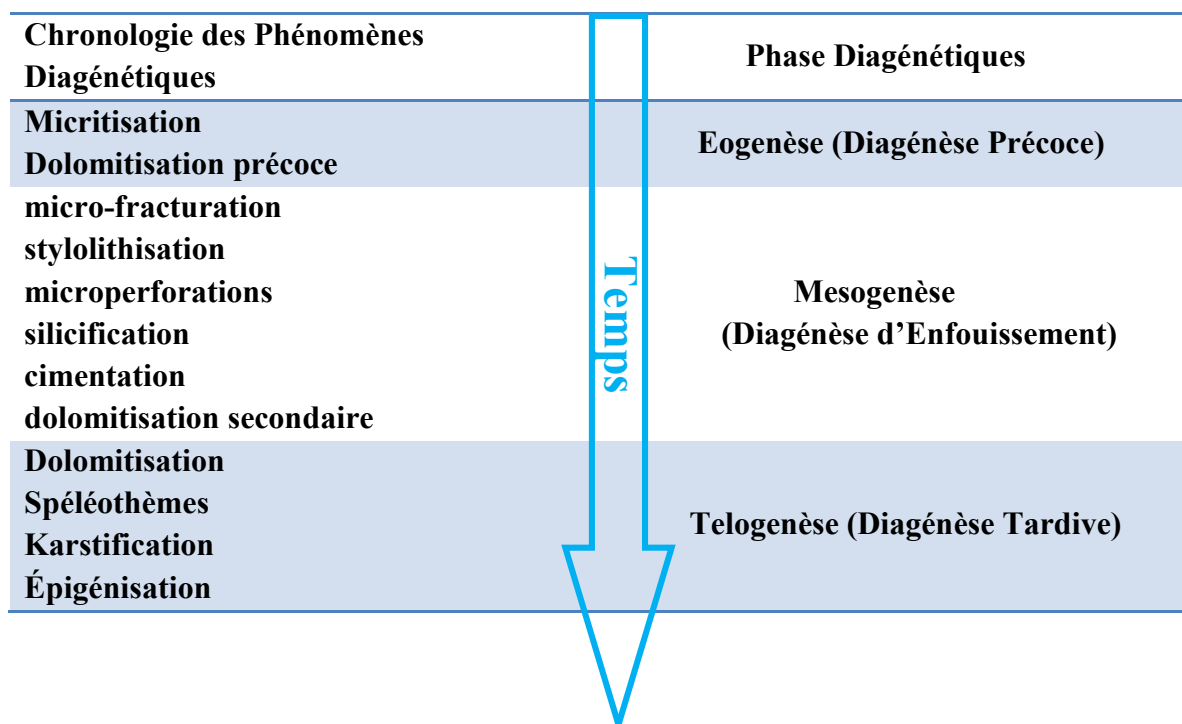 Chronologie des Phénomènes
Diagénétiques
Phase Diagénétiques
Micritisation
Dolomitisation précoce
Eogenèse (Diagénèse Précoce)
micro-fracturation
stylolithisation
microperforations
silicification
cimentation
dolomitisation secondaire
Mesogenèse
(Diagénèse d’Enfouissement)
Dolomitisation
Spéléothèmes
Karstification
Épigénisation
Telogenèse (Diagénèse Tardive)
Temps